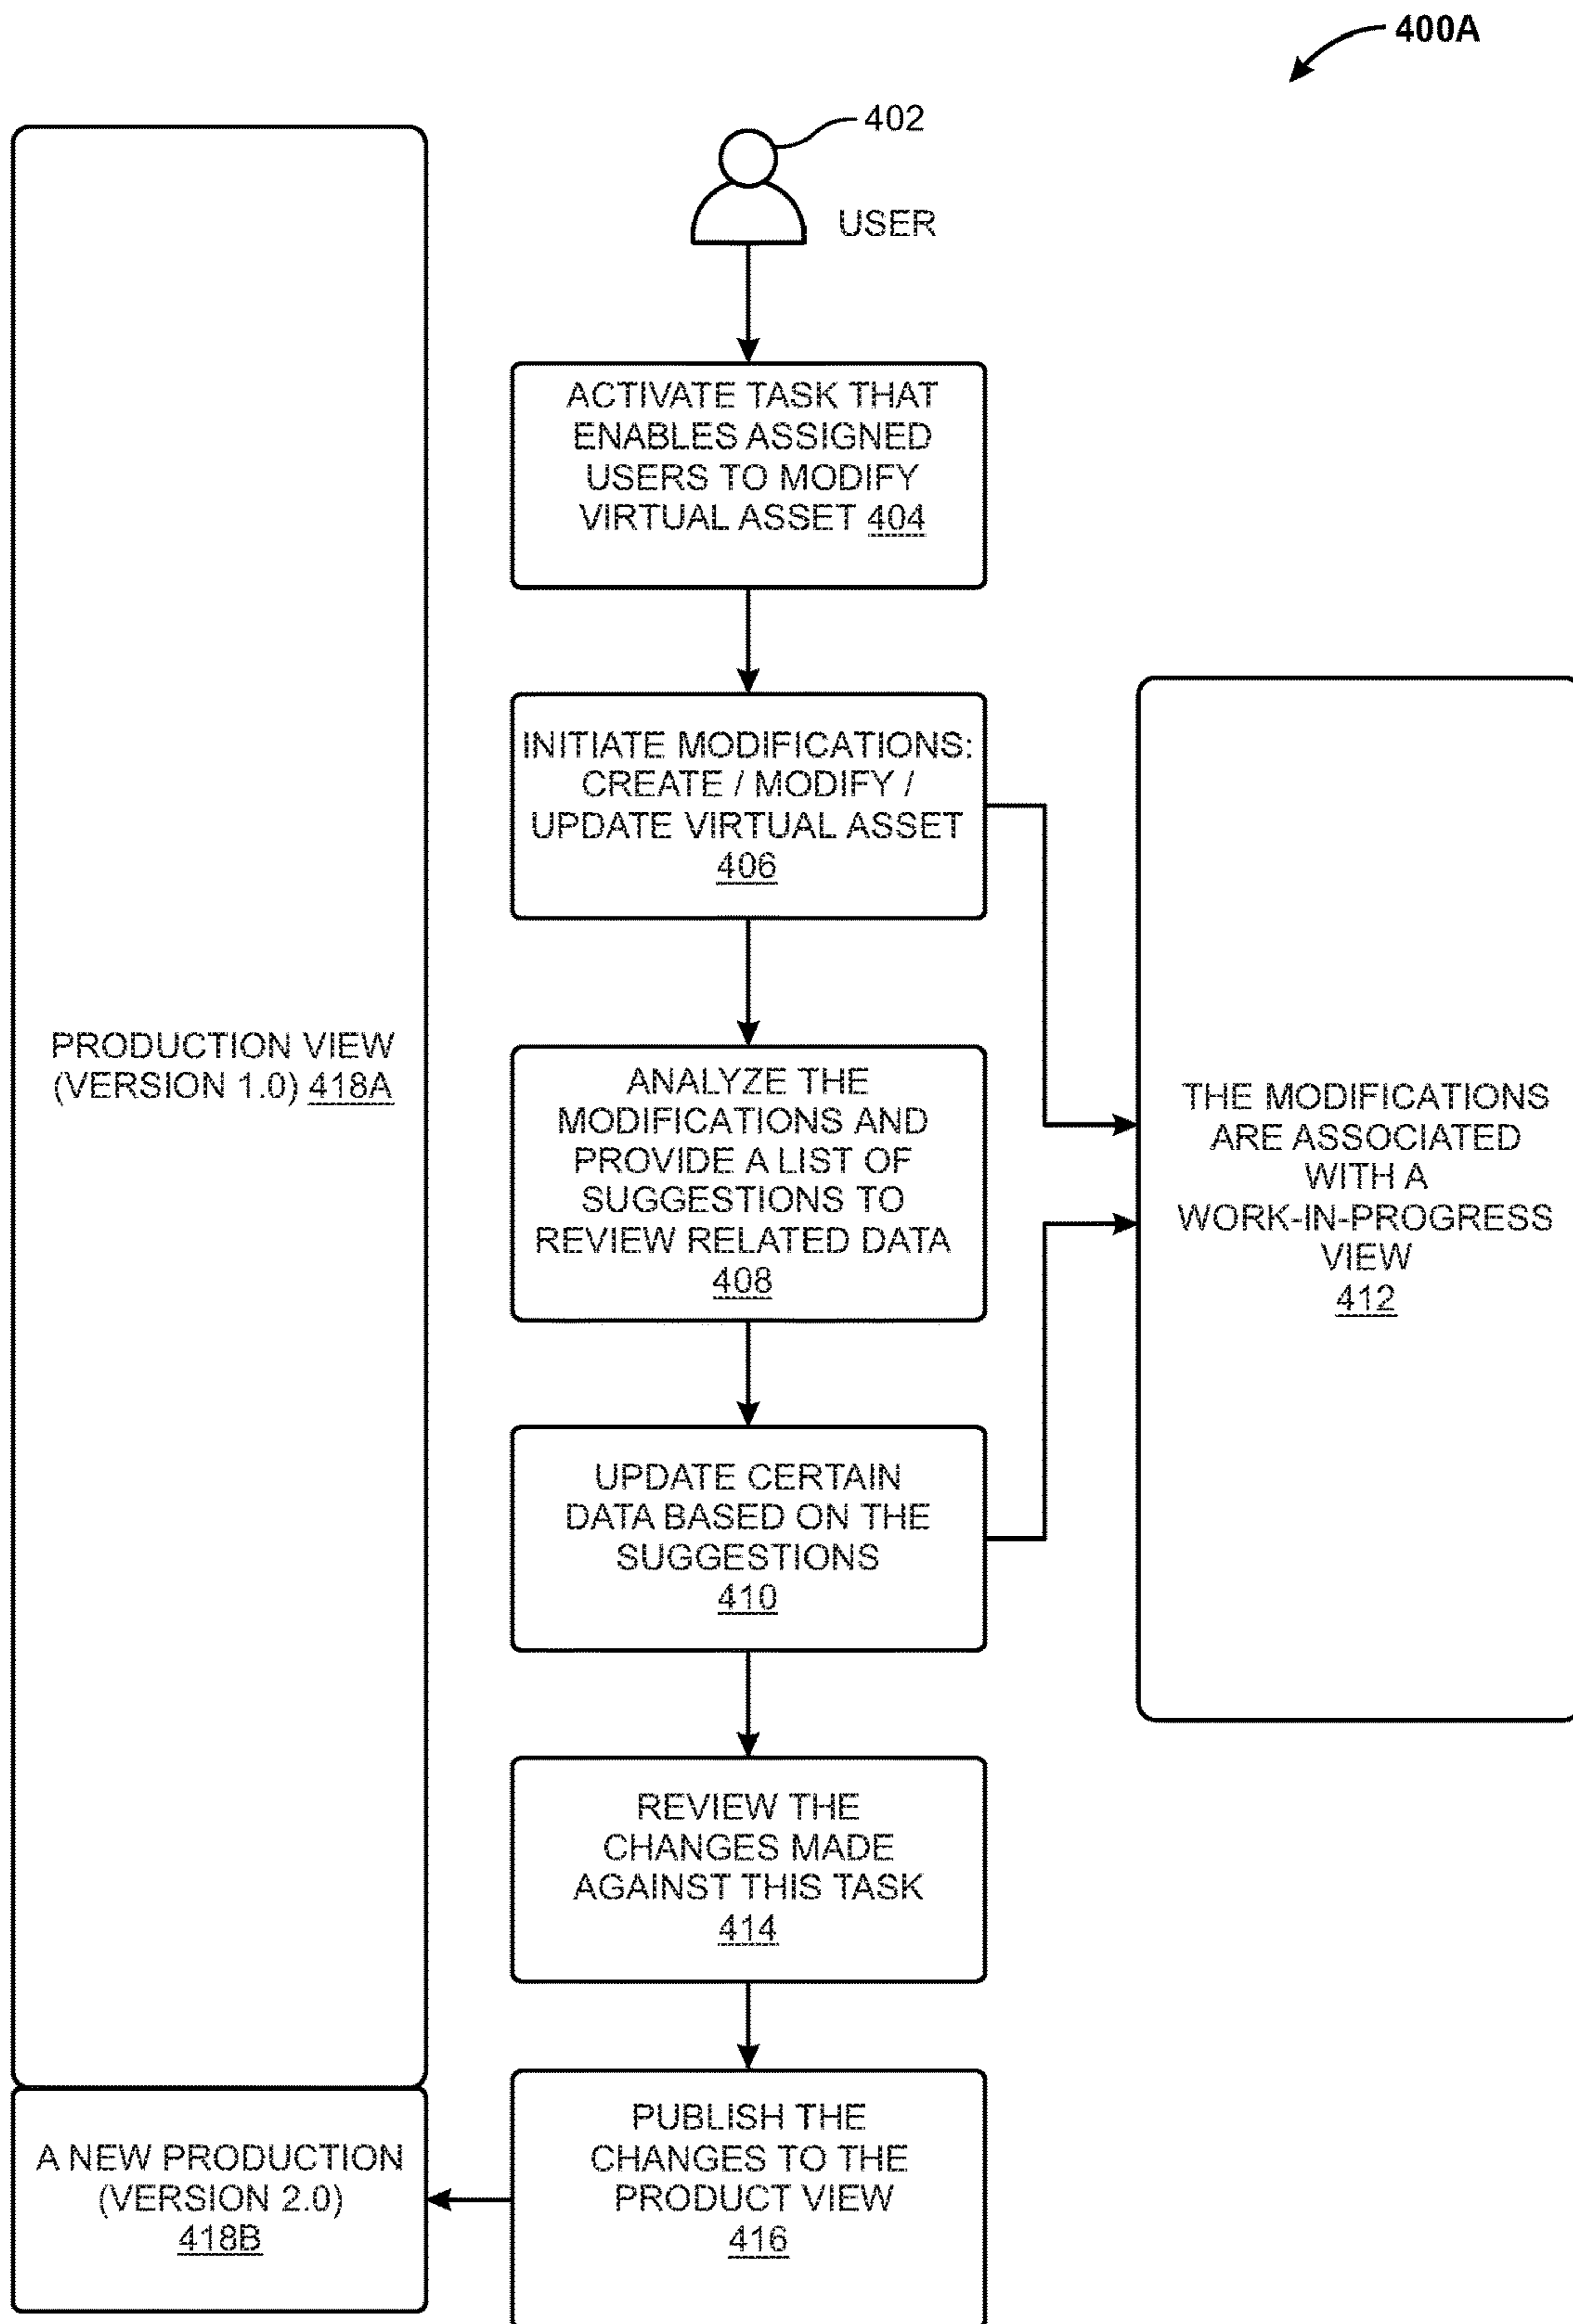 400A
402
USER
ACTIVATE TASK THAT
ENABLES ASSIGNED
USERS TO MODIFY
VIRTUAL ASSET 404
INITIATE MODIFICATIONS:
CREATE / MODIFY /
UPDATE VIRTUAL ASSET
406
PRODUCTION VIEW
(VERSION 1.0) 418A
ANALYZE THE
MODIFICATIONS AND
PROVIDE A LIST OF
SUGGESTIONS TO
REVIEW RELATED DATA
408
THE MODIFICATIONS
ARE ASSOCIATED
WITH A
WORK-IN-PROGRESS
VIEW
412
UPDATE CERTAIN
DATA BASED ON THE
SUGGESTIONS
410
REVIEW THE
CHANGES MADE
AGAINST THIS TASK
414
PUBLISH THE
CHANGES TO THE
PRODUCT VIEW
416
A NEW PRODUCTION
(VERSION 2.0)
418B